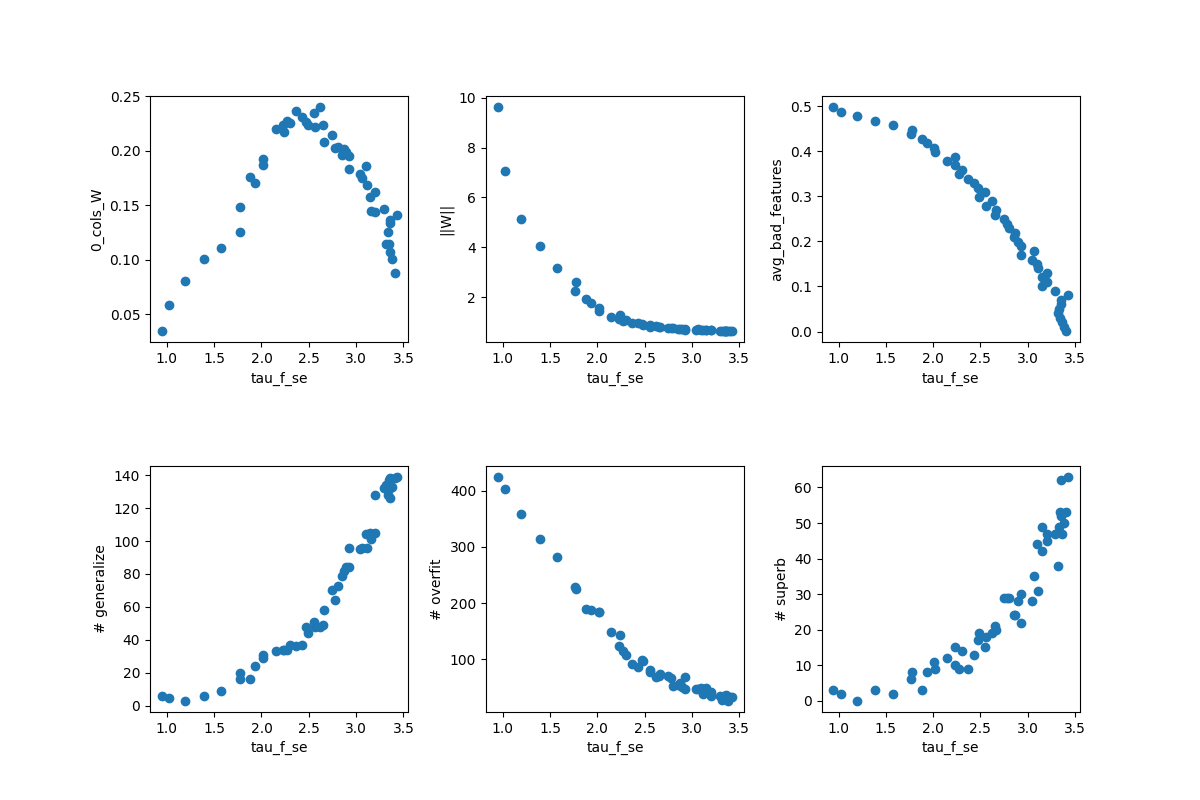 0.25
0.20
0.15
0.10
0.05
0_cols_W
1.0 1.5 2.0 2.5 3.0 3.5
tau_f_se
10
8
6
4
2
||W||
1.0 1.5 2.0 2.5 3.0 3.5
tau_f_se
0.5
0.4
0.3
0.2
0.1
0.0
avg_bad_features
1.0 1.5 2.0 2.5 3.0 3.5
tau_f_se
140
120
100
80
60
40
20
0
# generalize
1.0 1.5 2.0 2.5 3.0 3.5
tau_f_se
400
300
200
100
# overfit
1.0 1.5 2.0 2.5 3.0 3.5
tau_f_se
60
50
40
30
20
10
0
# superb
1.0 1.5 2.0 2.5 3.0 3.5
tau_f_se